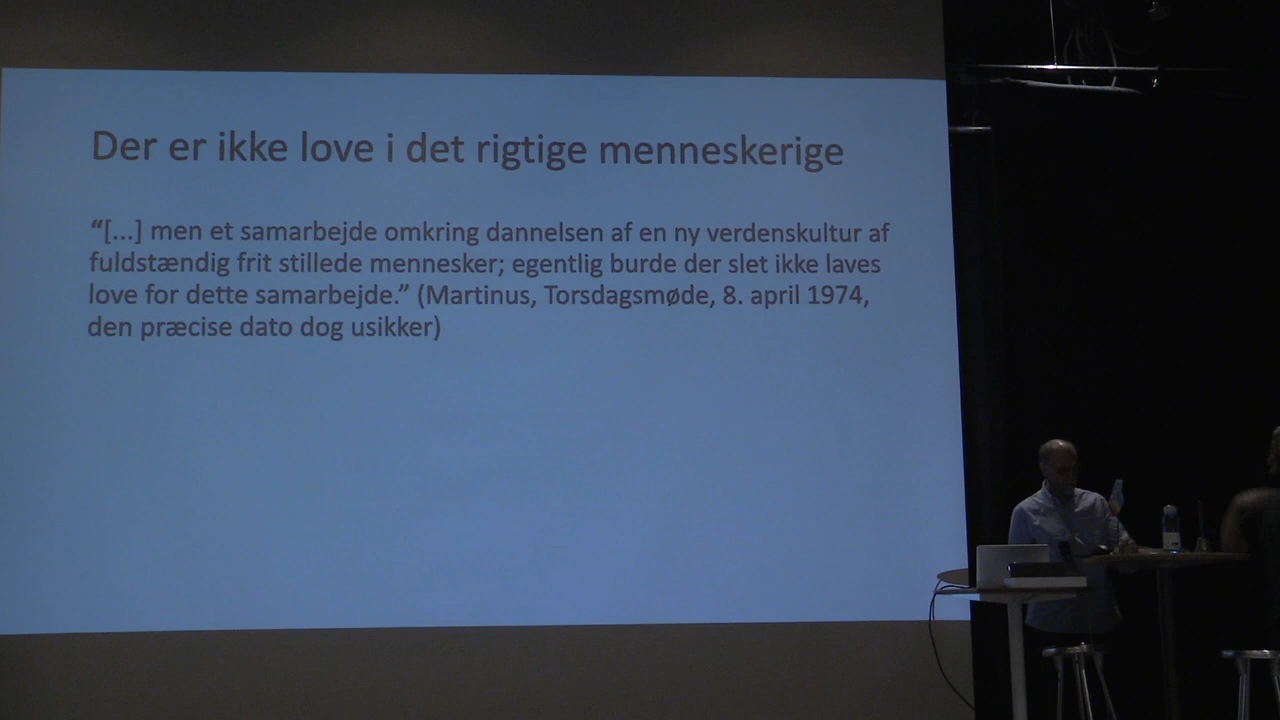 Der er ikke love i det rigtige menneskerige
“[...] men et samarbejde omkring dannelsen af en ny verdenskultur af
fuldstændig frit stillede mennesker; egentlig burde der slet ikke laves
love for dette samarbejde.” (Martinus, Torsdagsmøde, 8. april 1974,
den præcise dato dog usikker)